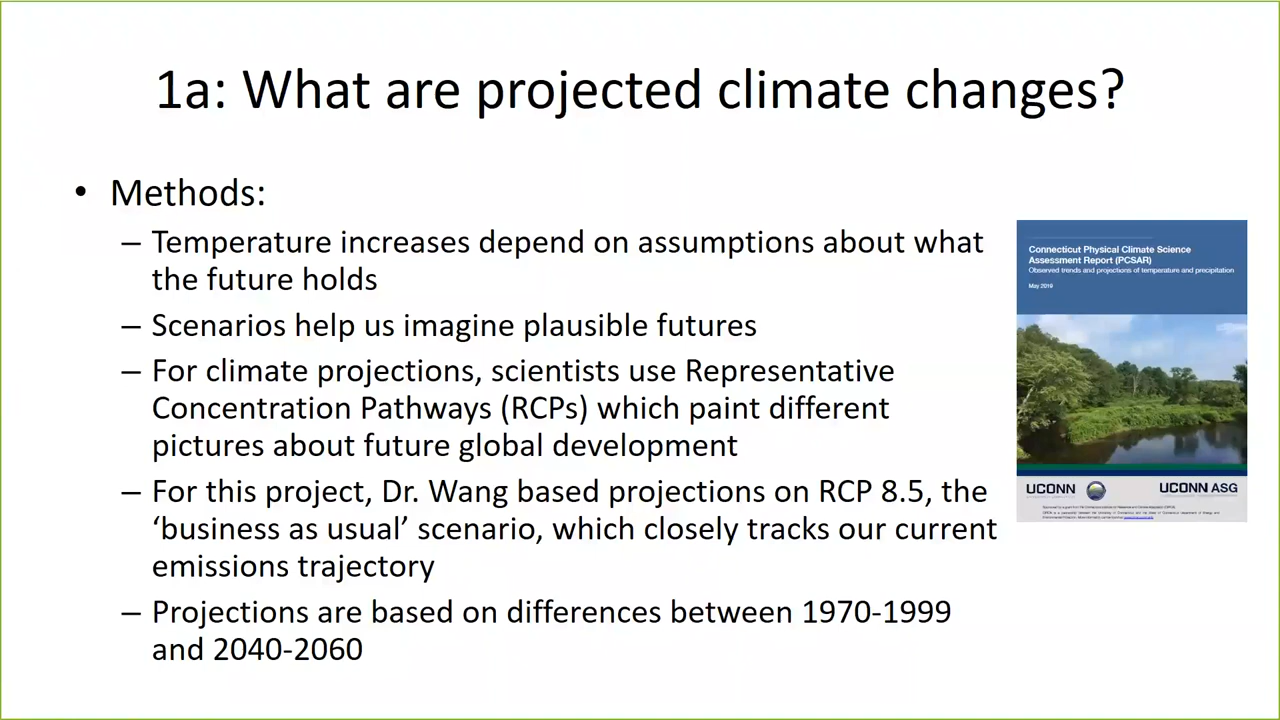 1a: What are projected climate changes?
• Methods:
– Temperature increases depend on assumptions about what
the future holds
– Scenarios help us imagine plausible futures
– For climate projections, scientists use Representative
Concentration Pathways (RCPs) which paint different
pictures about future global development
– For this project, Dr. Wang based projections on RCP 8.5, the
‘business as usual’ scenario, which closely tracks our current
emissions trajectory
– Projections are based on differences between 1970-1999
and 2040-2060
Connecticut Physical Climate Science
Assessment Report (PCSAR)
Observed trends and projections of temperature and precipitation
May 2019
UCONN
UCONN ASG